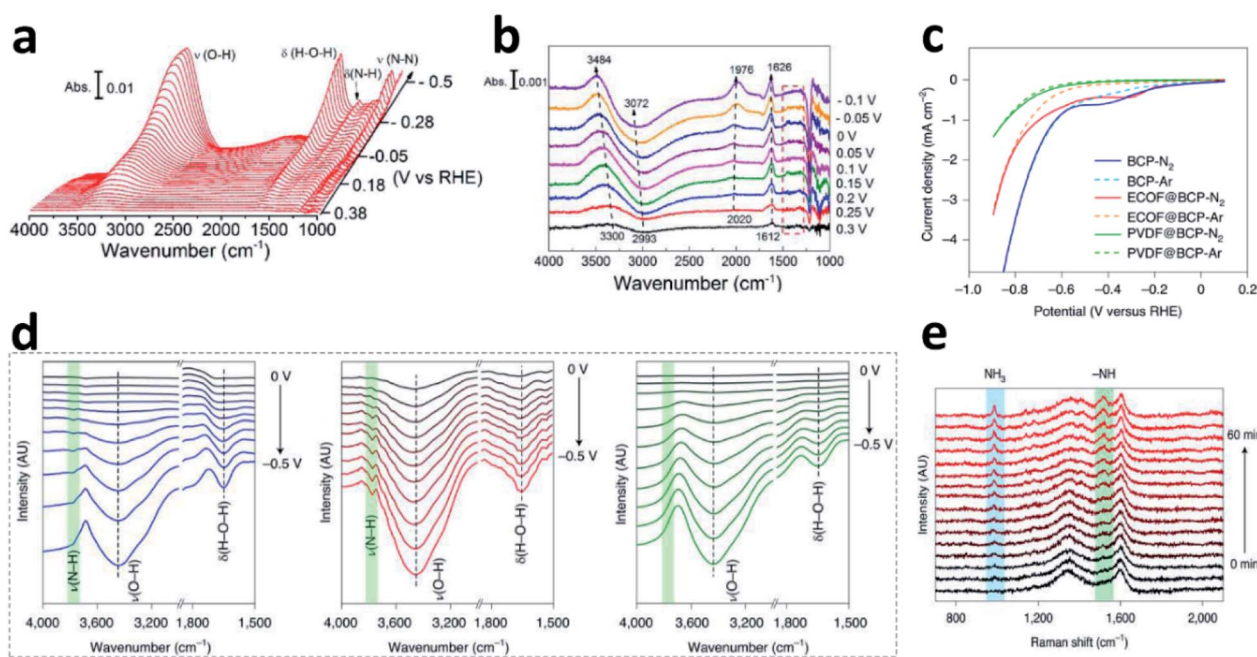 a
ν (O-H)
δ (H-O-H)
δ(N-H)
ν (N-N)
Abs. 0.01
- 0.5
- 0.28
-0.05
0.18
0.38
(V vs RHE)
4000 3500 3000 2500 2000 1500 1000
Wavenumber (cm⁻¹)
b
Abs. 0.001
3484
3072
1976
1626
- 0.1 V
- 0.05 V
0 V
0.05 V
0.1 V
0.15 V
0.2 V
0.25 V
0.3 V
3300
2993
2020
1612
4000 3500 3000 2500 2000 1500 1000
Wavenumber (cm⁻¹)
c
Current density (mA cm⁻²)
0
−1
−2
−3
−4
BCP-N₂
BCP-Ar
ECOF@BCP-N₂
ECOF@BCP-Ar
PVDF@BCP-N₂
PVDF@BCP-Ar
−1.0 −0.8 −0.6 −0.4 −0.2 0 0.2
Potential (V versus RHE)
d
Intensity (AU)
0 V
−0.5 V
ν(N–H)
ν(O–H)
δ(H–O–H)
4,000 3,600 3,200 1,800 1,500
Wavenumber (cm⁻¹)
Intensity (AU)
0 V
−0.5 V
ν(N–H)
ν(O–H)
δ(H–O–H)
4,000 3,600 3,200 1,800 1,500
Wavenumber (cm⁻¹)
Intensity (AU)
0 V
−0.5 V
ν(O–H)
δ(H–O–H)
4,000 3,600 3,200 1,800 1,500
Wavenumber (cm⁻¹)
e
NH₃
–NH
Intensity (AU)
60 min
0 min
800 1,200 1,600 2,000
Raman shift (cm⁻¹)